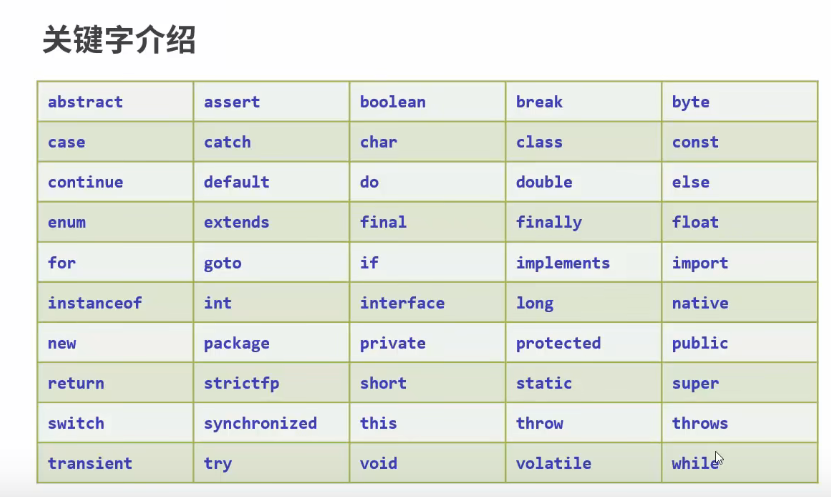 关键字介绍
abstract assert boolean break byte
case catch char class const
continue default do double else
enum extends final finally float
for goto if implements import
instanceof int interface long native
new package private protected public
return strictfp short static super
switch synchronized this throw throws
transient try void volatile while